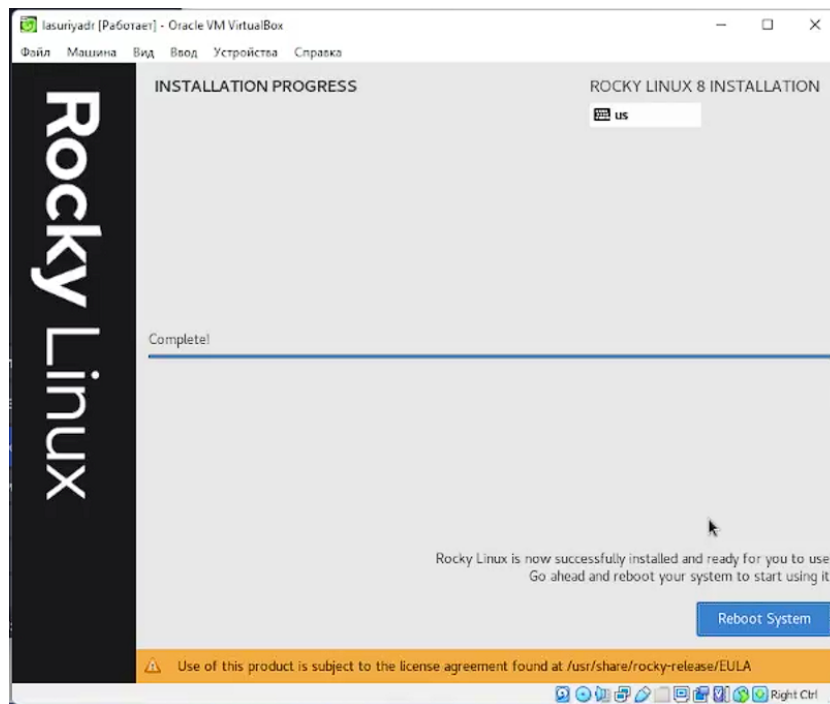 lasuriyadr [Работает] - Oracle VM VirtualBox
Файл Машина Вид Ввод Устройства Справка
Rocky Linux
INSTALLATION PROGRESS
ROCKY LINUX 8 INSTALLATION
us
Complete!
Rocky Linux is now successfully installed and ready for you to use
Go ahead and reboot your system to start using it
Reboot System
Use of this product is subject to the license agreement found at /usr/share/rocky-release/EULA
Right Ctrl